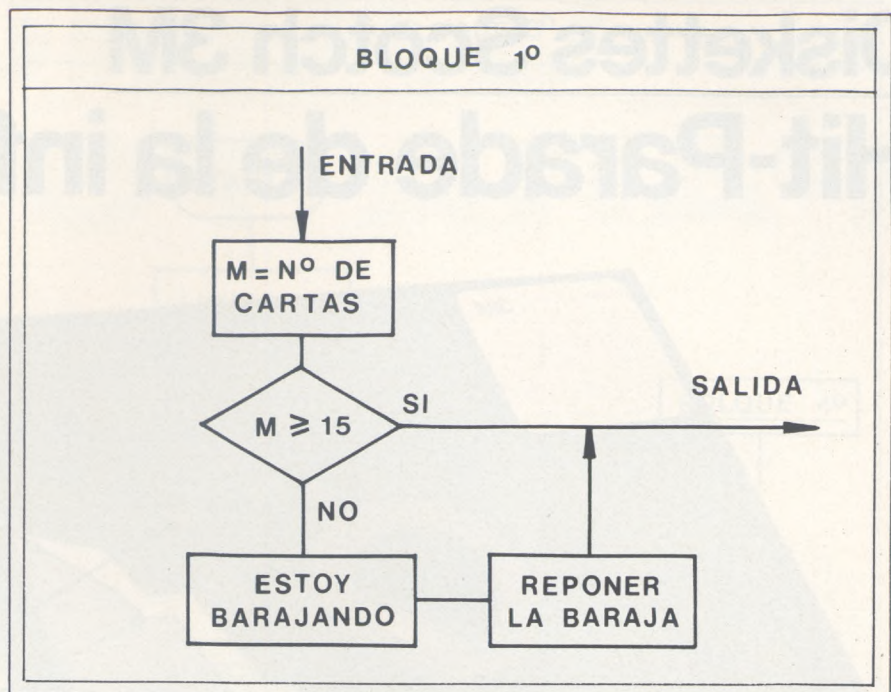 BLOQUE 1º
ENTRADA
M = Nº DE
CARTAS
M ⩾ 15
SI
SALIDA
NO
ESTOY
BARAJANDO
REPONER
LA BARAJA